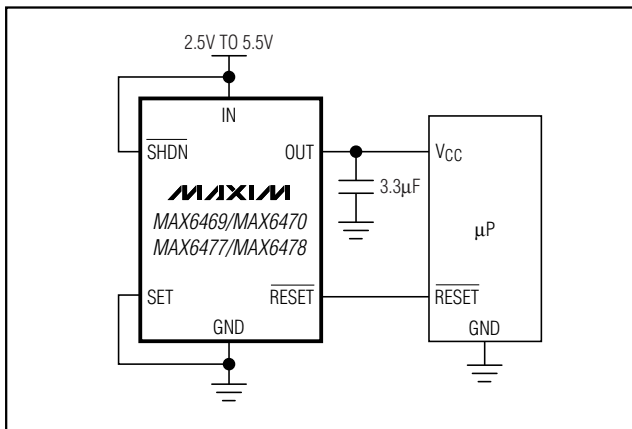 2.5V TO 5.5V
IN
SHDN
OUT
VCC
3.3μF
MAXIM
MAX6469/MAX6470
MAX6477/MAX6478
μP
SET
RESET
RESET
GND
GND